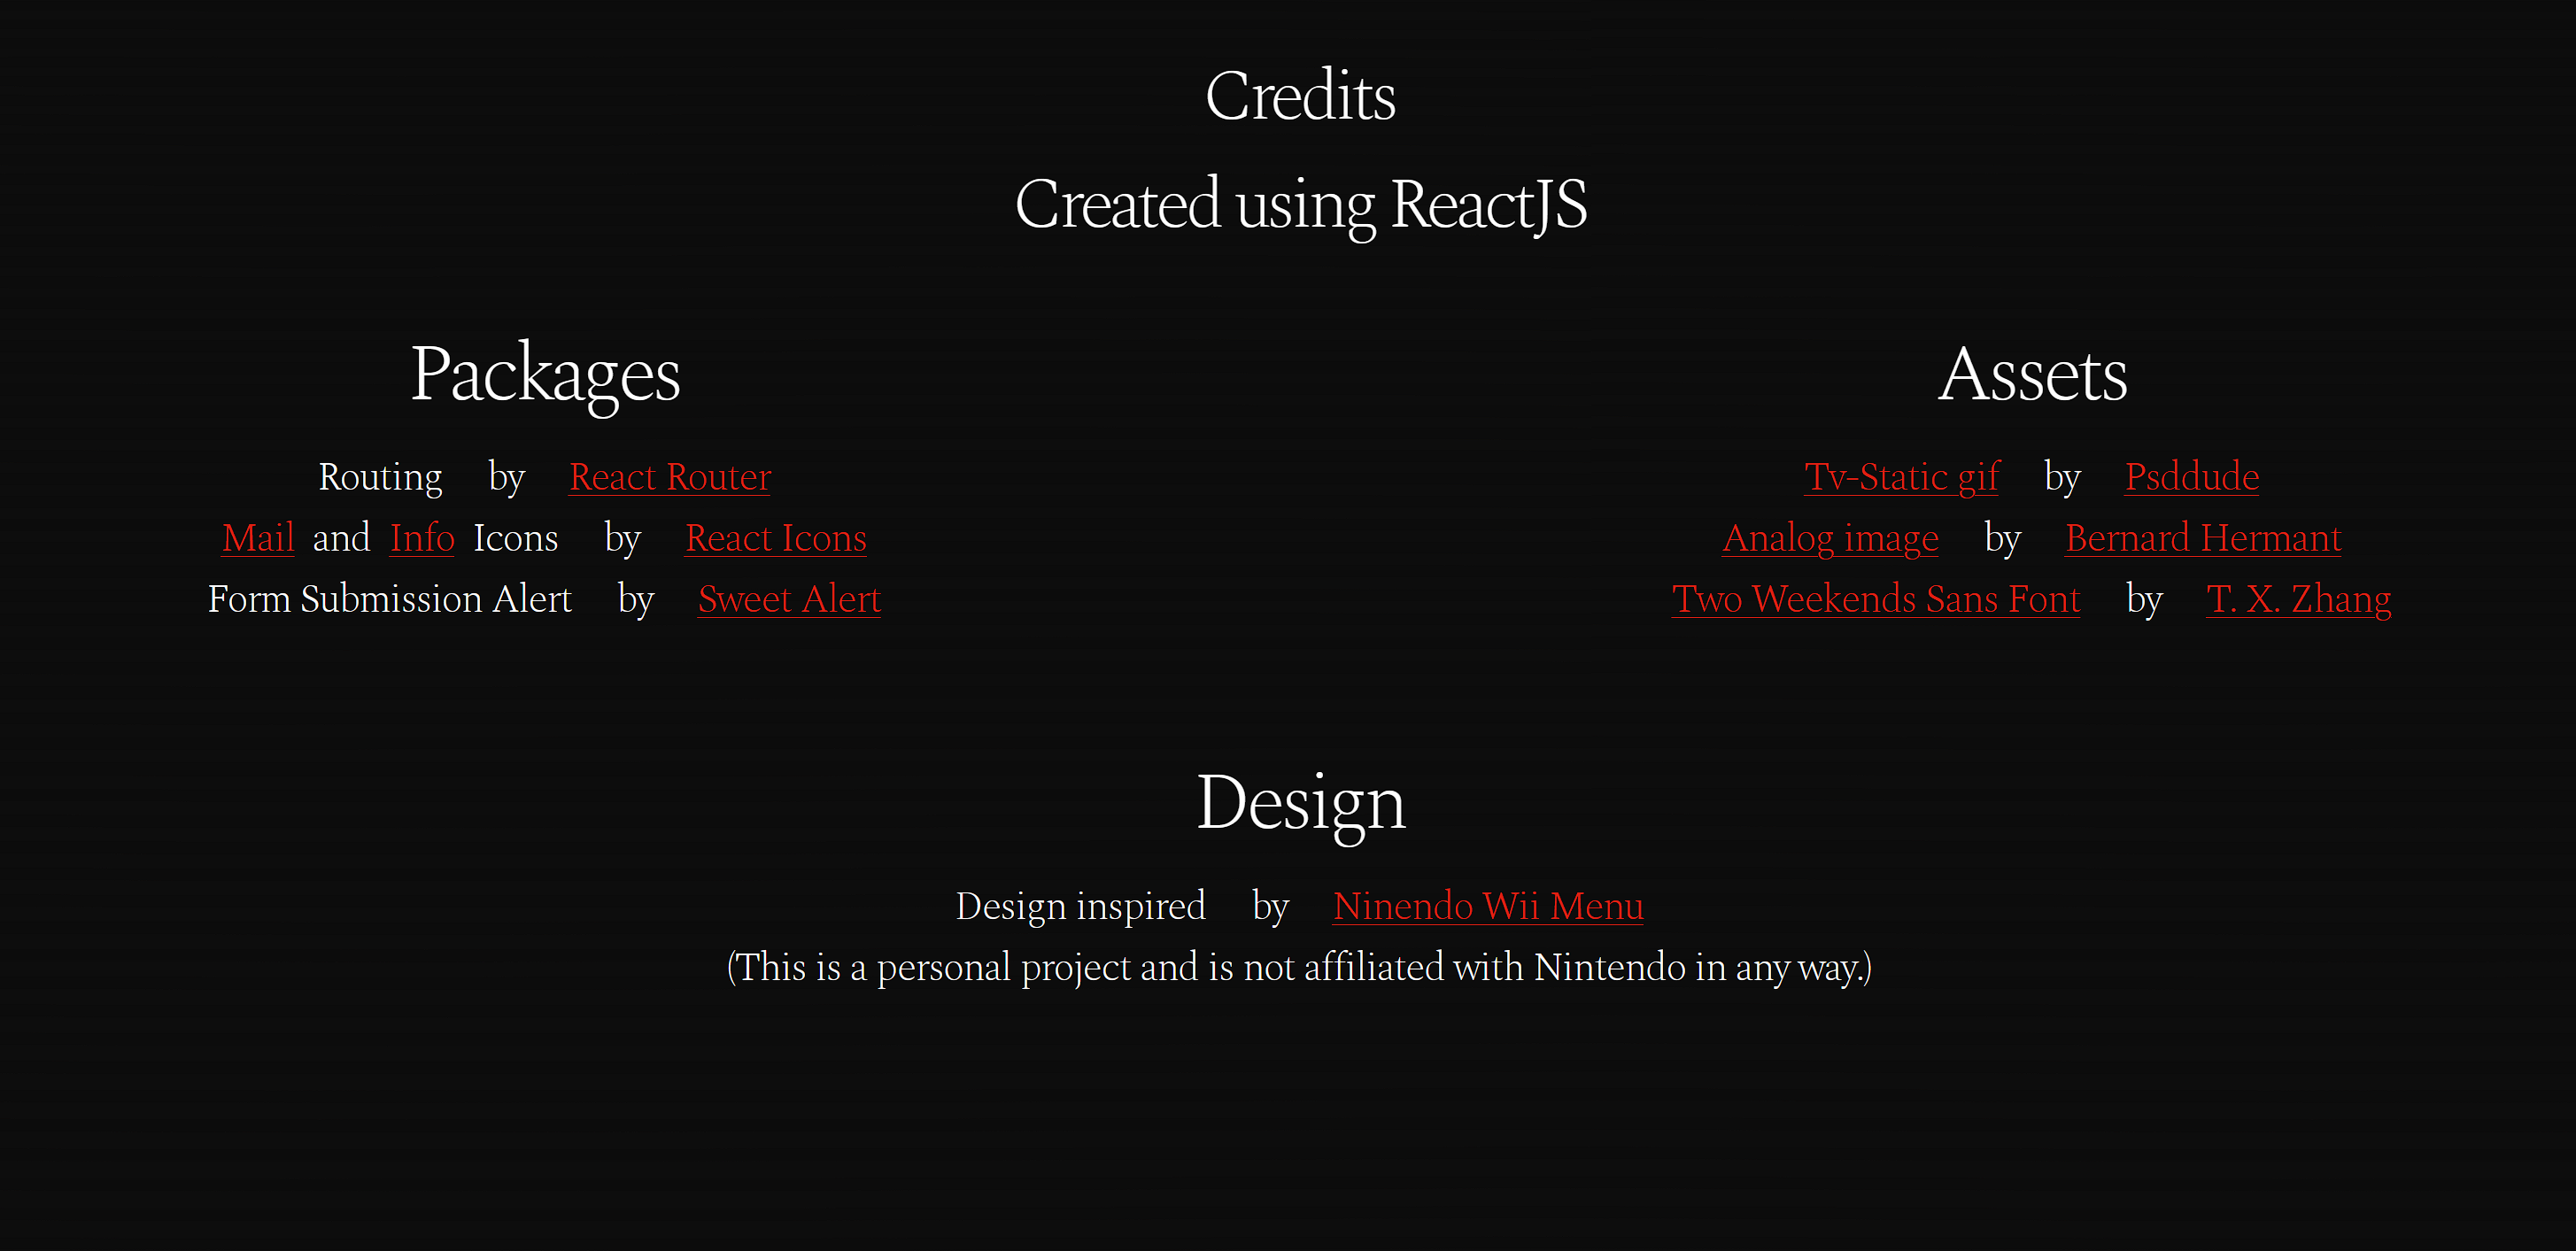 Credits
Created using ReactJS
Packages
Routing by React Router
Mail and Info Icons by React Icons
Form Submission Alert by Sweet Alert
Assets
Tv-Static gif by Psddude
Analog image by Bernard Hermant
Two Weekends Sans Font by T. X. Zhang
Design
Design inspired by Ninendo Wii Menu
(This is a personal project and is not affiliated with Nintendo in any way.)